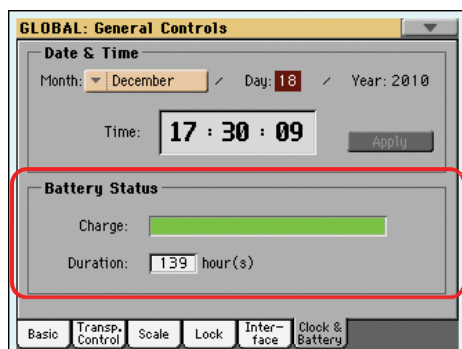 GLOBAL: General Controls
Date & Time
Month: December / Day: 18 / Year: 2010
Time: 17 : 30 : 09
Apply
Battery Status
Charge:
Duration: 139 hour(s)
Basic Transp. Control Scale Lock Inter- face Clock & Battery